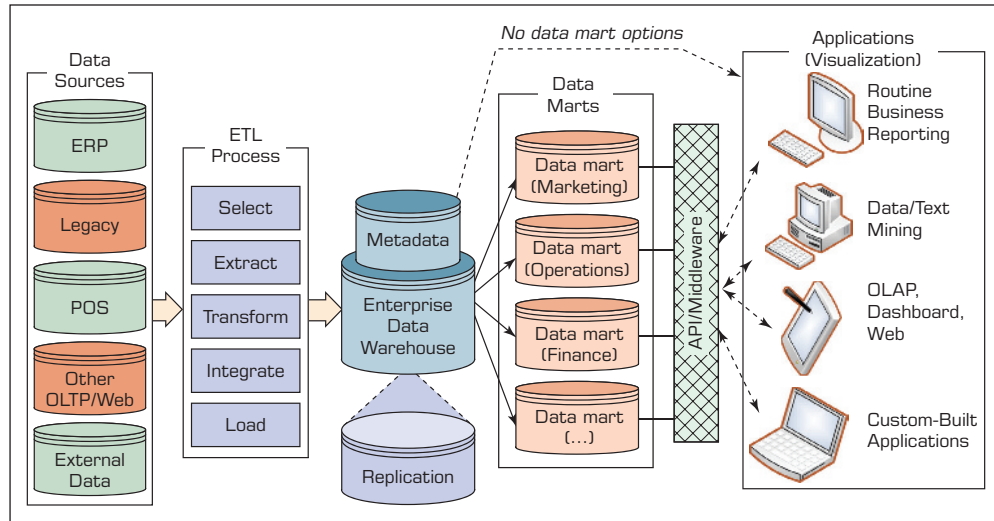 No data mart options
Data
Sources
ERP
Legacy
POS
Other
OLTP/Web
External
Data
ETL
Process
Select
Extract
Transform
Integrate
Load
Metadata
Enterprise
Data
Warehouse
Replication
Data
Marts
Data mart
(Marketing)
Data mart
(Operations)
Data mart
(Finance)
Data mart
(...)
API/Middleware
Applications
(Visualization)
Routine
Business
Reporting
Data/Text
Mining
OLAP,
Dashboard,
Web
Custom-Built
Applications